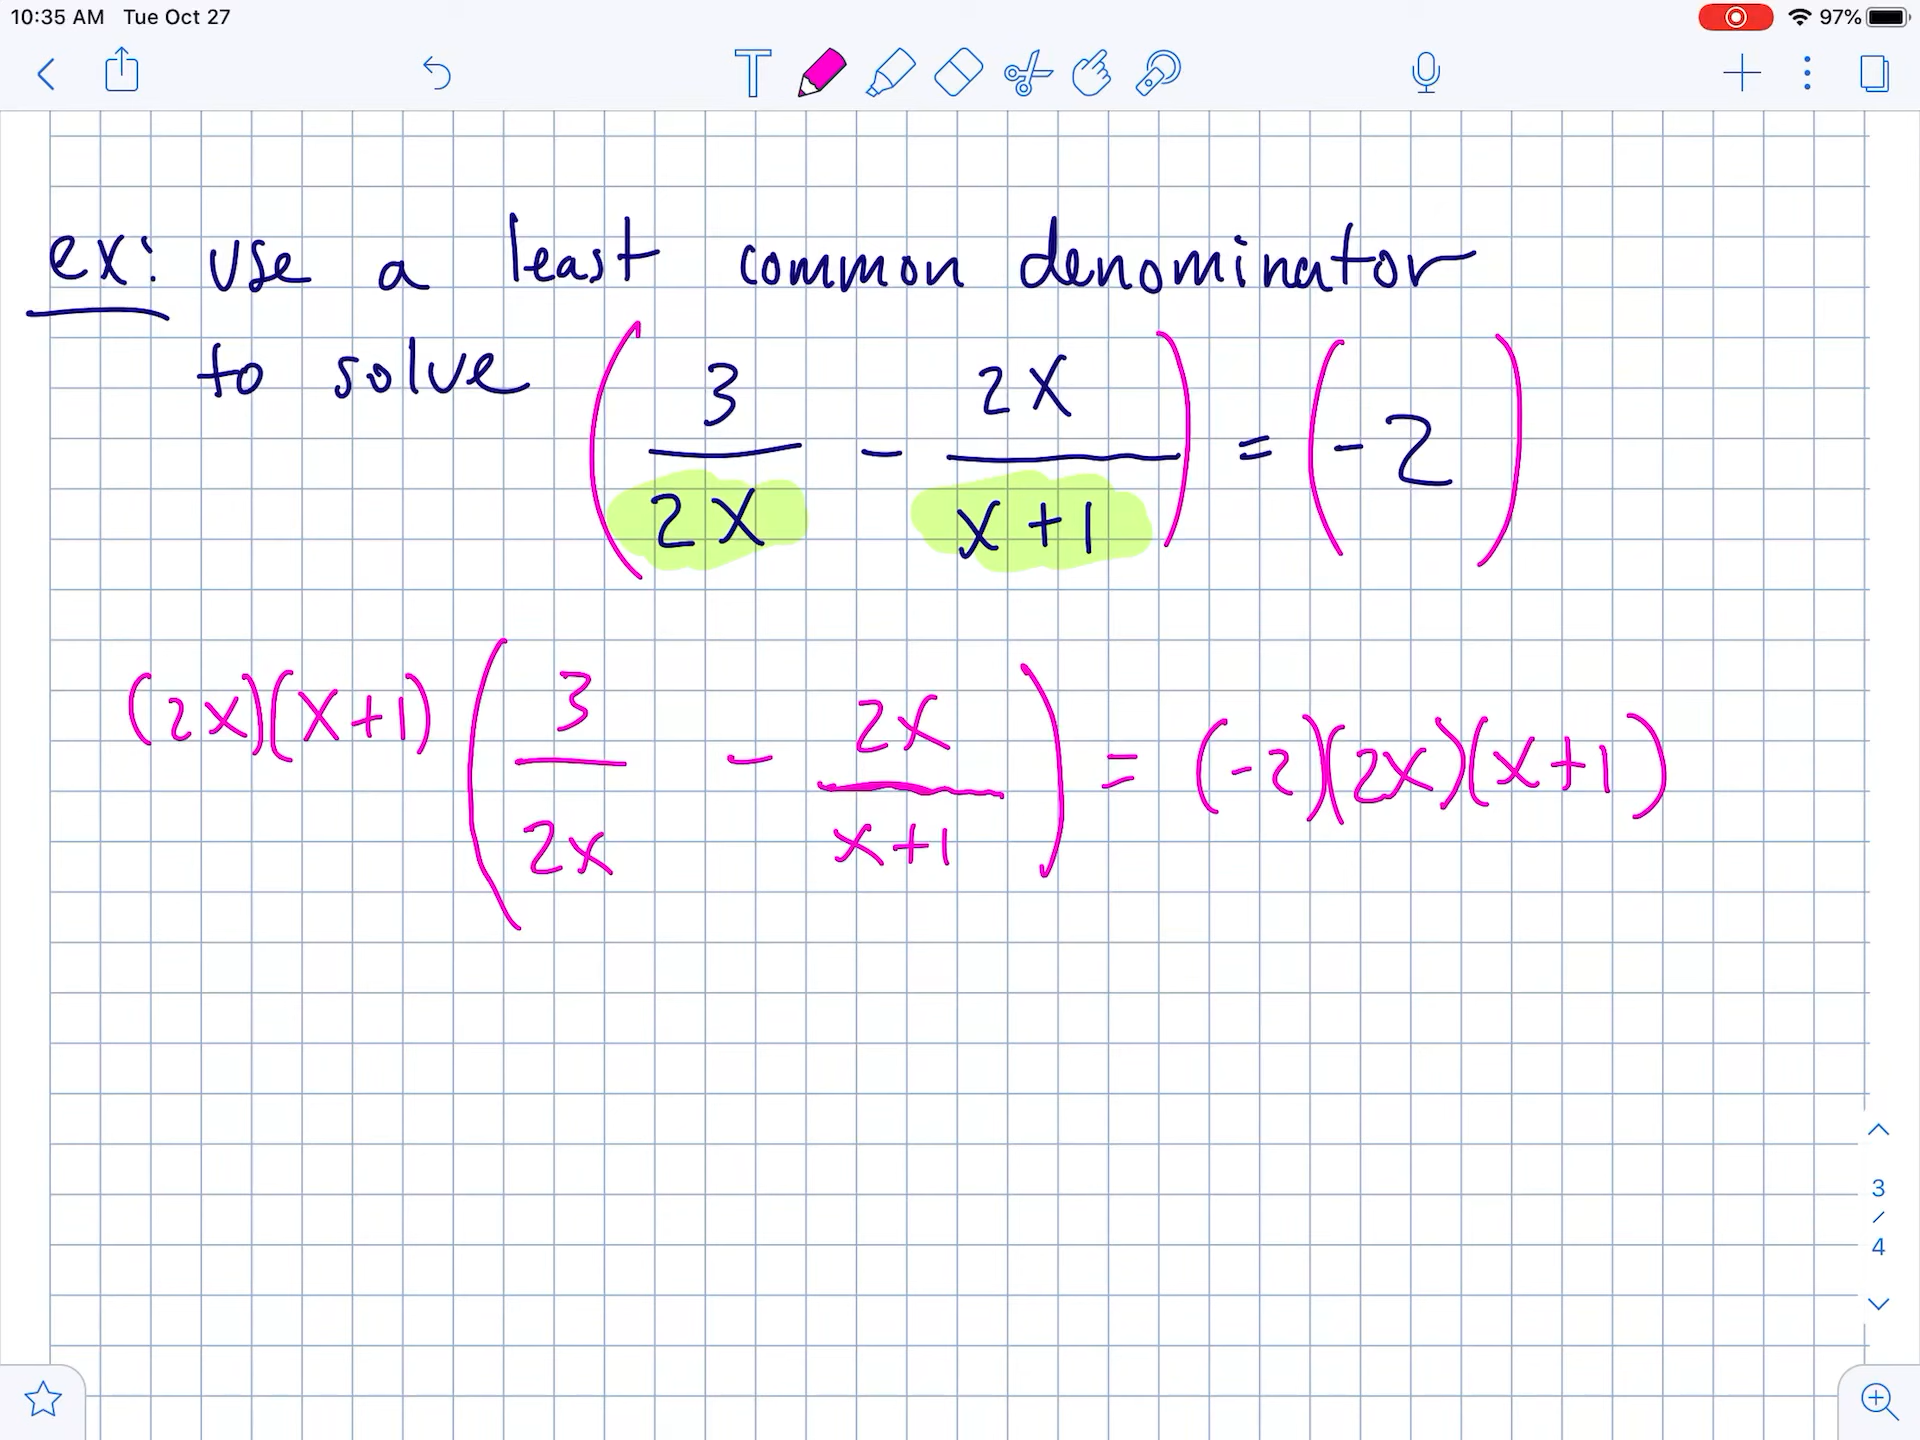 10:35 AM Tue Oct 27 97%
T
ex: use a least common denominator
to solve (3/2x - 2x/x+1) = (-2)
(2x)(x+1)(3/2x - 2x/x+1) = (-2)(2x)(x+1)
3
/
4